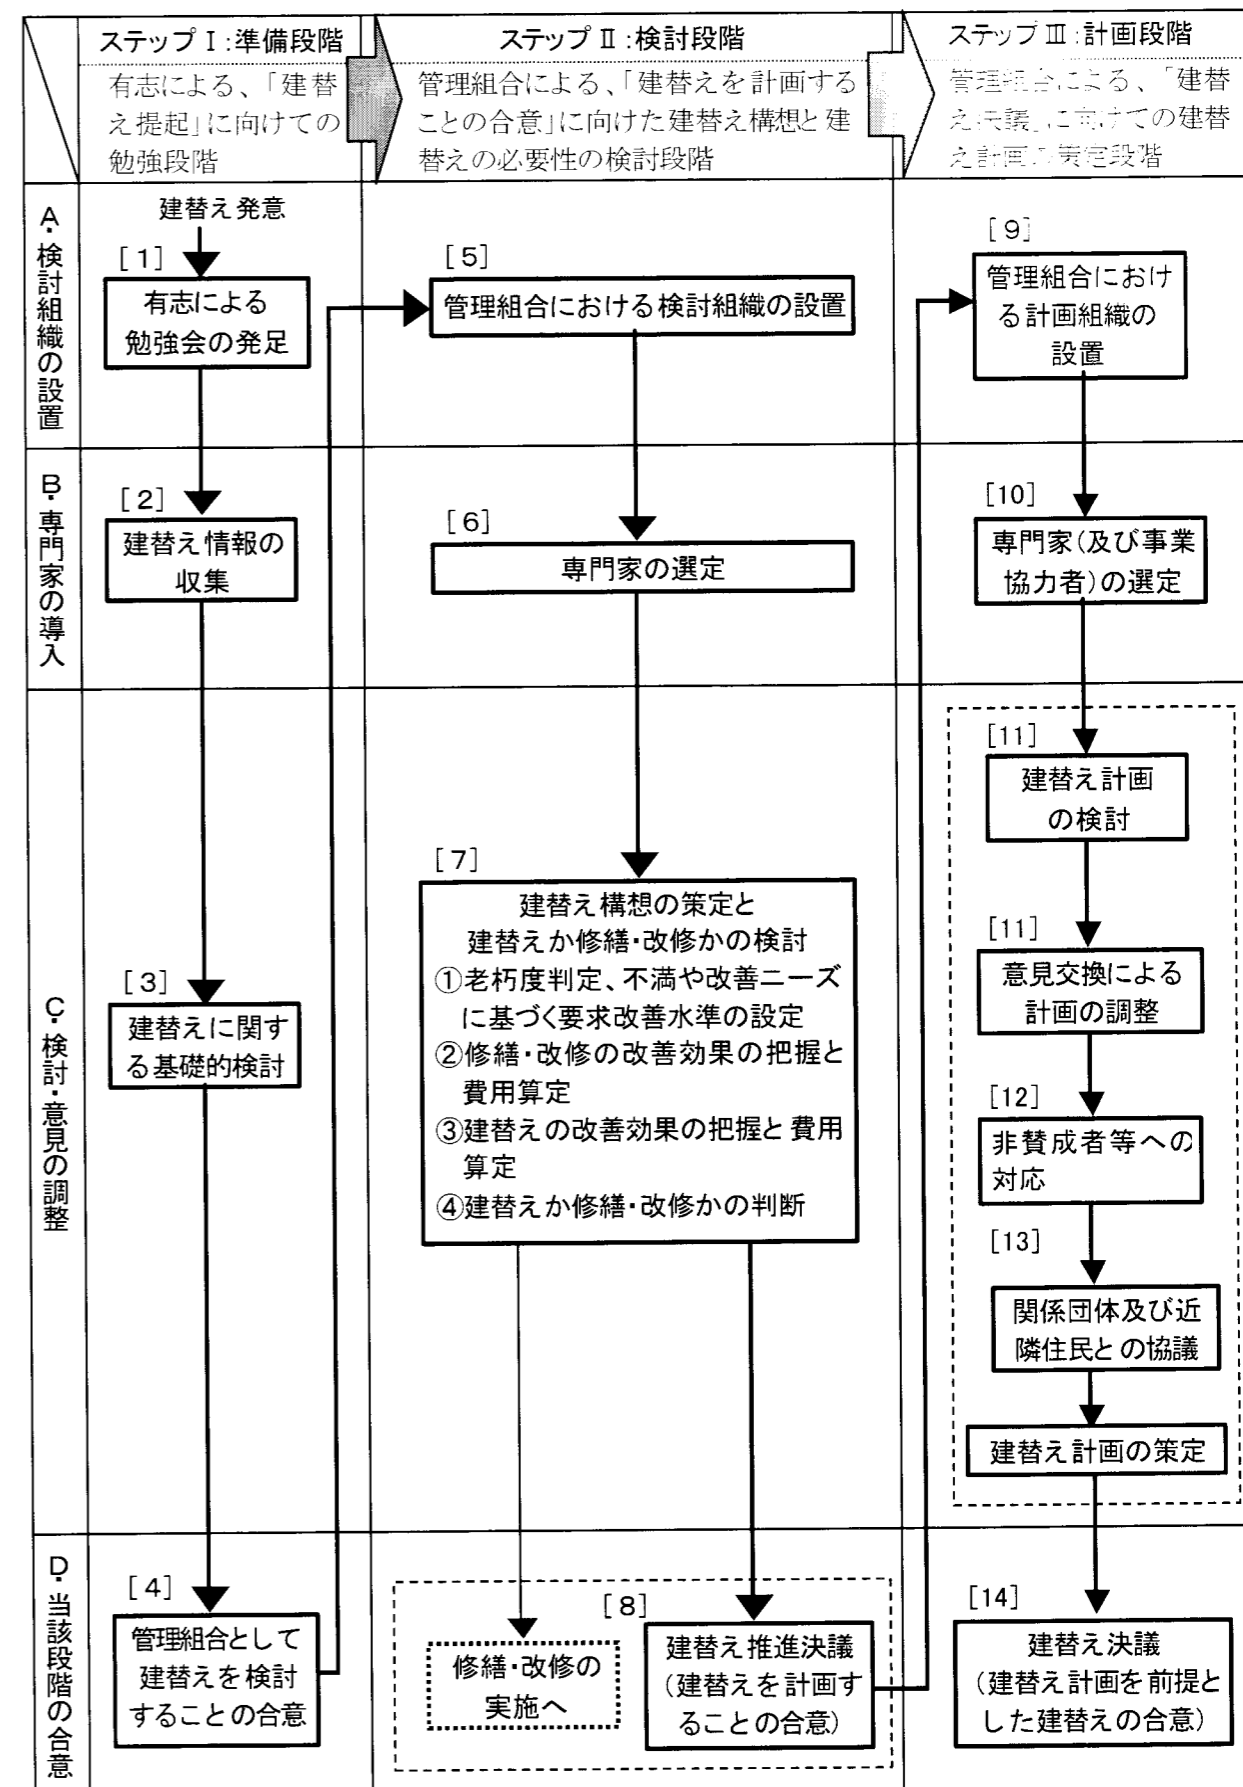 ステップⅠ:準備段階
有志による、「建替
え提起」に向けての
勉強段階
ステップⅡ:検討段階
管理組合による、「建替えを計画する
ことの合意」に向けた建替え構想と建
替えの必要性の検討段階
ステップⅢ:計画段階
管理組合による、「建替
え決議」に向けての建替
え計画の策定段階
A・検討組織の設置
建替え発意
[1]
有志による
勉強会の発足
[5]
管理組合における検討組織の設置
[9]
管理組合におけ
る計画組織の
設置
B・専門家の導入
[2]
建替え情報の
収集
[6]
専門家の選定
[10]
専門家(及び事業
協力者)の選定
C・検討・意見の調整
[3]
建替えに関す
る基礎的検討
[7]
建替え構想の策定と
建替えか修繕・改修かの検討
①老朽度判定、不満や改善ニーズ
に基づく要求改善水準の設定
②修繕・改修の改善効果の把握と
費用算定
③建替えの改善効果の把握と費用
算定
④建替えか修繕・改修かの判断
[11]
建替え計画
の検討
[11]
意見交換による
計画の調整
[12]
非賛成者等への
対応
[13]
関係団体及び近
隣住民との協議
建替え計画の策定
D・当該段階の合意
[4]
管理組合として
建替えを検討
することの合意
修繕・改修の
実施へ
[8]
建替え推進決議
(建替えを計画す
ることの合意)
[14]
建替え決議
(建替え計画を前提と
した建替えの合意)